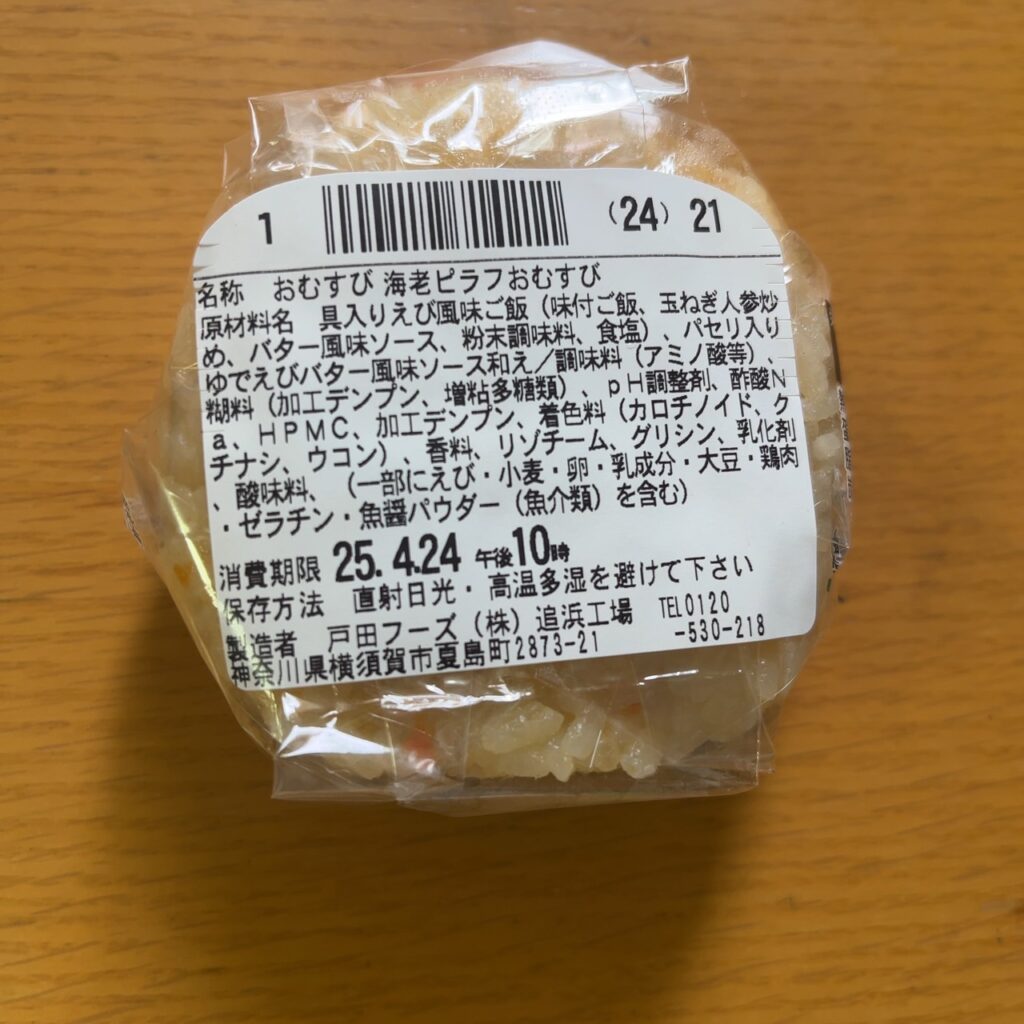 1 (24) 21
名称 おむすび 海老ピラフおむすび
原材料名 具入りえび風味ご飯(味付ご飯、玉ねぎ人参炒
め、バター風味ソース、粉末調味料、食塩)、パセリ入り
ゆでえびバター風味ソース和え/調味料(アミノ酸等)、
糊料(加工デンプン、増粘多糖類)、pH調整剤、酢酸N
a、HPMC、加工デンプン、着色料(カロチノイド、ク
チナシ、ウコン)、香料、リゾチーム、グリシン、乳化剤
、酸味料、(一部にえび・小麦・卵・乳成分・大豆・鶏肉
・ゼラチン・魚醤パウダー(魚介類)を含む)
消費期限 25.4.24 午後10時
保存方法 直射日光・高温多湿を避けて下さい
製造者 戸田フーズ(株)追浜工場 TEL0120
神奈川県横須賀市夏島町2873-21 -530-218